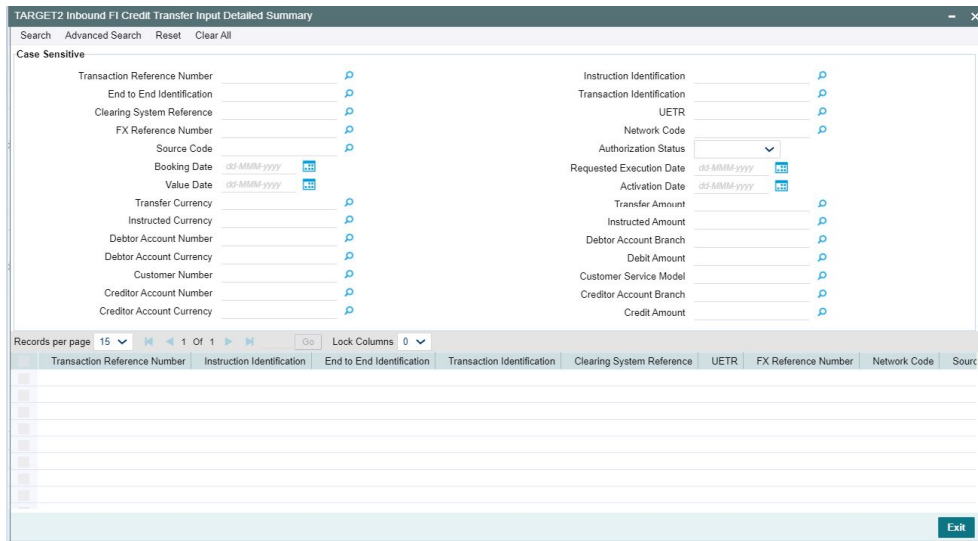 TARGET2 Inbound FI Credit Transfer Input Detailed Summary
Search Advanced Search Reset Clear All
Case Sensitive
Transaction Reference Number Instruction Identification
End to End Identification Transaction Identification
Clearing System Reference UETR
FX Reference Number Network Code
Source Code Authorization Status
Booking Date dd-MMM-yyyy Requested Execution Date dd-MMM-yyyy
Value Date dd-MMM-yyyy Activation Date dd-MMM-yyyy
Transfer Currency Transfer Amount
Instructed Currency Instructed Amount
Debtor Account Number Debtor Account Branch
Debtor Account Currency Debit Amount
Customer Number Customer Service Model
Creditor Account Number Creditor Account Branch
Creditor Account Currency Credit Amount
Records per page 15 1 Of 1 Go Lock Columns 0
Transaction Reference Number Instruction Identification End to End Identification Transaction Identification Clearing System Reference UETR FX Reference Number Network Code Sourc
Exit